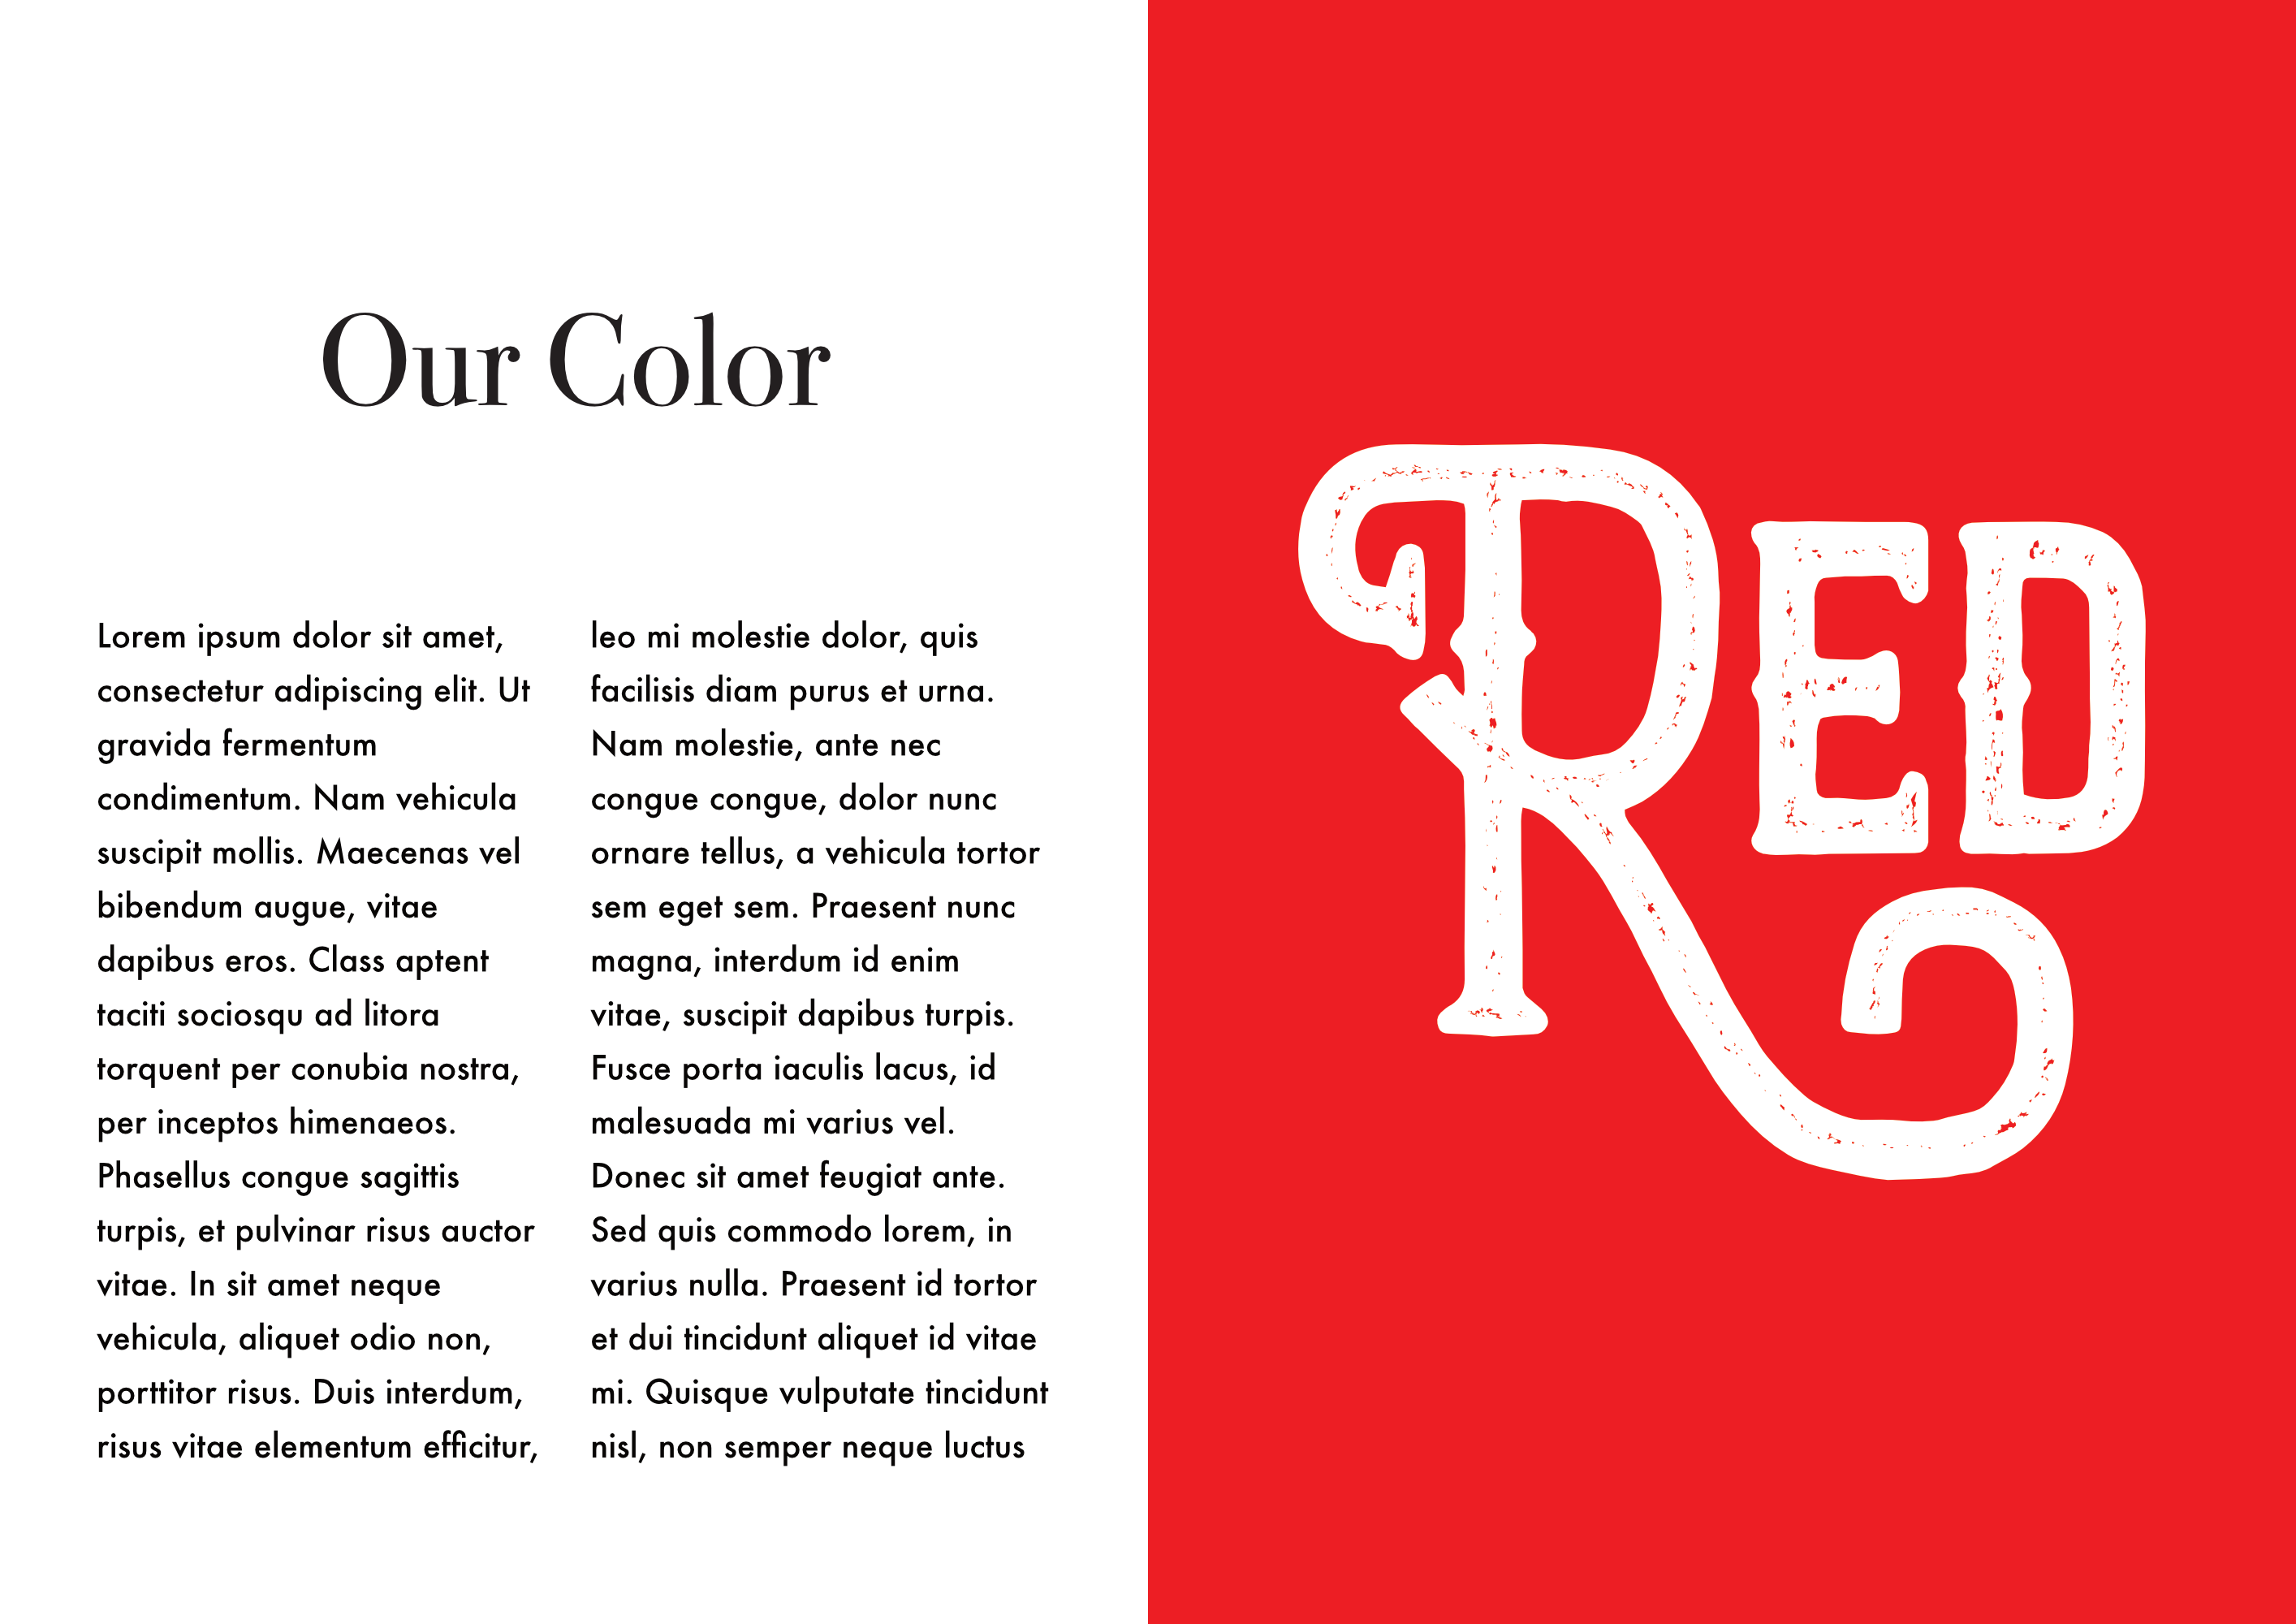 Our Color
Lorem ipsum dolor sit amet,
consectetur adipiscing elit. Ut
gravida fermentum
condimentum. Nam vehicula
suscipit mollis. Maecenas vel
bibendum augue, vitae
dapibus eros. Class aptent
taciti sociosqu ad litora
torquent per conubia nostra,
per inceptos himenaeos.
Phasellus congue sagittis
turpis, et pulvinar risus auctor
vitae. In sit amet neque
vehicula, aliquet odio non,
porttitor risus. Duis interdum,
risus vitae elementum efficitur,
leo mi molestie dolor, quis
facilisis diam purus et urna.
Nam molestie, ante nec
congue congue, dolor nunc
ornare tellus, a vehicula tortor
sem eget sem. Praesent nunc
magna, interdum id enim
vitae, suscipit dapibus turpis.
Fusce porta iaculis lacus, id
malesuada mi varius vel.
Donec sit amet feugiat ante.
Sed quis commodo lorem, in
varius nulla. Praesent id tortor
et dui tincidunt aliquet id vitae
mi. Quisque vulputate tincidunt
nisl, non semper neque luctus
RED